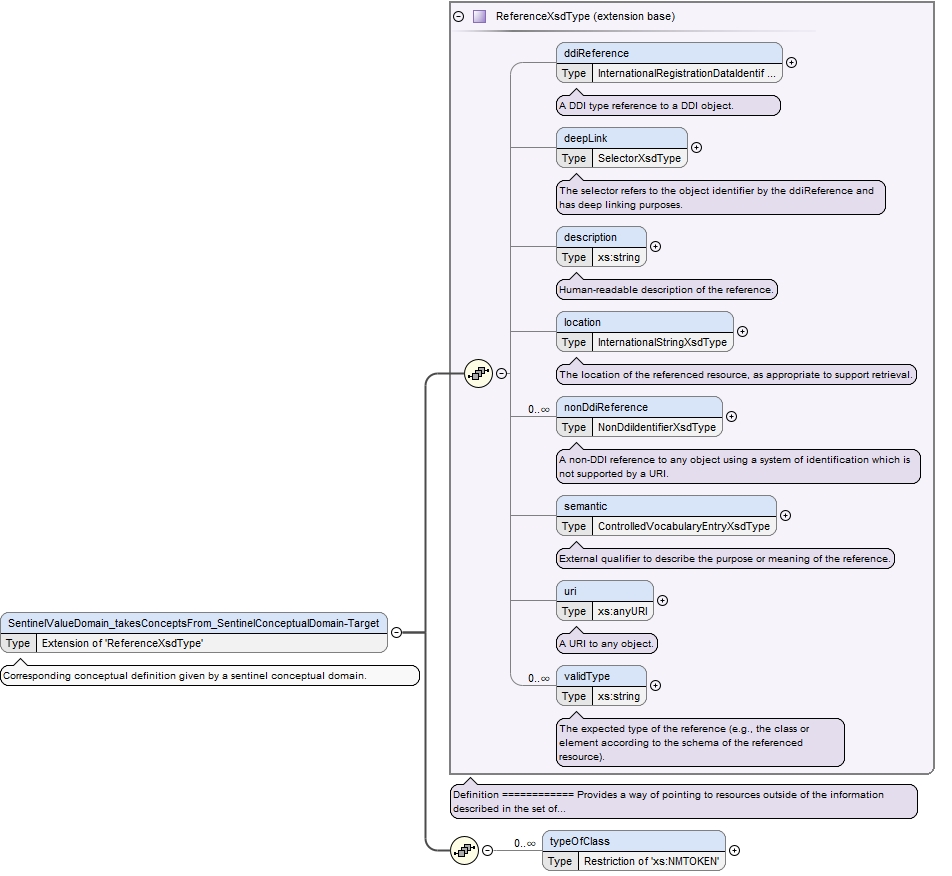 ReferenceXsdType (extension base)
ddiReference
Type InternationalRegistrationDataIdentif ...
A DDI type reference to a DDI object.
deepLink
Type SelectorXsdType
The selector refers to the object identifier by the ddiReference and
has deep linking purposes.
description
Type xs:string
Human-readable description of the reference.
location
Type InternationalStringXsdType
The location of the referenced resource, as appropriate to support retrieval.
0..∞ nonDdiReference
Type NonDdiIdentifierXsdType
A non-DDI reference to any object using a system of identification which is
not supported by a URI.
semantic
Type ControlledVocabularyEntryXsdType
External qualifier to describe the purpose or meaning of the reference.
uri
Type xs:anyURI
A URI to any object.
0..∞ validType
Type xs:string
The expected type of the reference (e.g., the class or
element according to the schema of the referenced
resource).
SentinelValueDomain_takesConceptsFrom_SentinelConceptualDomain-Target
Type Extension of 'ReferenceXsdType'
Corresponding conceptual definition given by a sentinel conceptual domain.
Definition ============ Provides a way of pointing to resources outside of the information
described in the set of...
0..∞ typeOfClass
Type Restriction of 'xs:NMTOKEN'